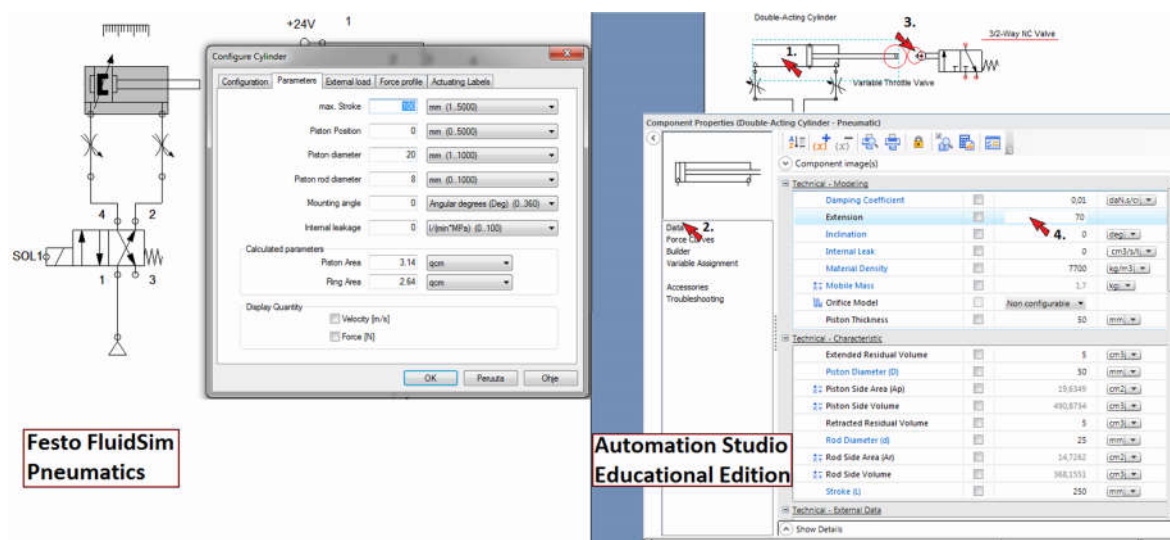 +24V 1
Configure Cylinder
Configuration Parameters External load Force profile Actuating Labels
max. Stroke 100 mm (1..5000)
Piston Position 0 mm (0..5000)
Piston diameter 20 mm (1..1000)
Piston rod diameter 8 mm (0..1000)
Mounting angle 0 Angular degrees (Deg) (0..360)
Internal leakage 0 l/(min*MPa) (0..100)
Calculated parameters
Piston Area 3.14 qcm
Ring Area 2.64 qcm
Display Quantity
Velocity [m/s]
Force [N]
OK Peruuta Ohje
4 2
SOL1
1 3
Festo FluidSim
Pneumatics
Double-Acting Cylinder
3.
3/2-Way NC Valve
1.
Variable Throttle Valve
Component Properties (Double-Acting Cylinder - Pneumatic)
Component image(s)
2.
Data
Force Curves
Builder
Variable Assignment
Accessories
Troubleshooting
Technical - Modeling
Damping Coefficient 0,01
Extension 70
4.
Inclination 0 (deg)
Internal Leak 0
Material Density 7700 (kg/m3)
Mobile Mass 1,7 (kg)
Orifice Model Non configurable
Piston Thickness 50 (mm)
Technical - Characteristic
Extended Residual Volume 5 (cm3)
Piston Diameter (D) 50 (mm)
Piston Side Area (Ap) 19,6349 (cm2)
Piston Side Volume 490,8734 (cm3)
Retracted Residual Volume 5 (cm3)
Rod Diameter (d) 25 (mm)
Rod Side Area (Ar) 14,7262 (cm2)
Rod Side Volume 368,1551 (cm3)
Stroke (L) 250 (mm)
Technical - External Data
Show Details
Automation Studio
Educational Edition